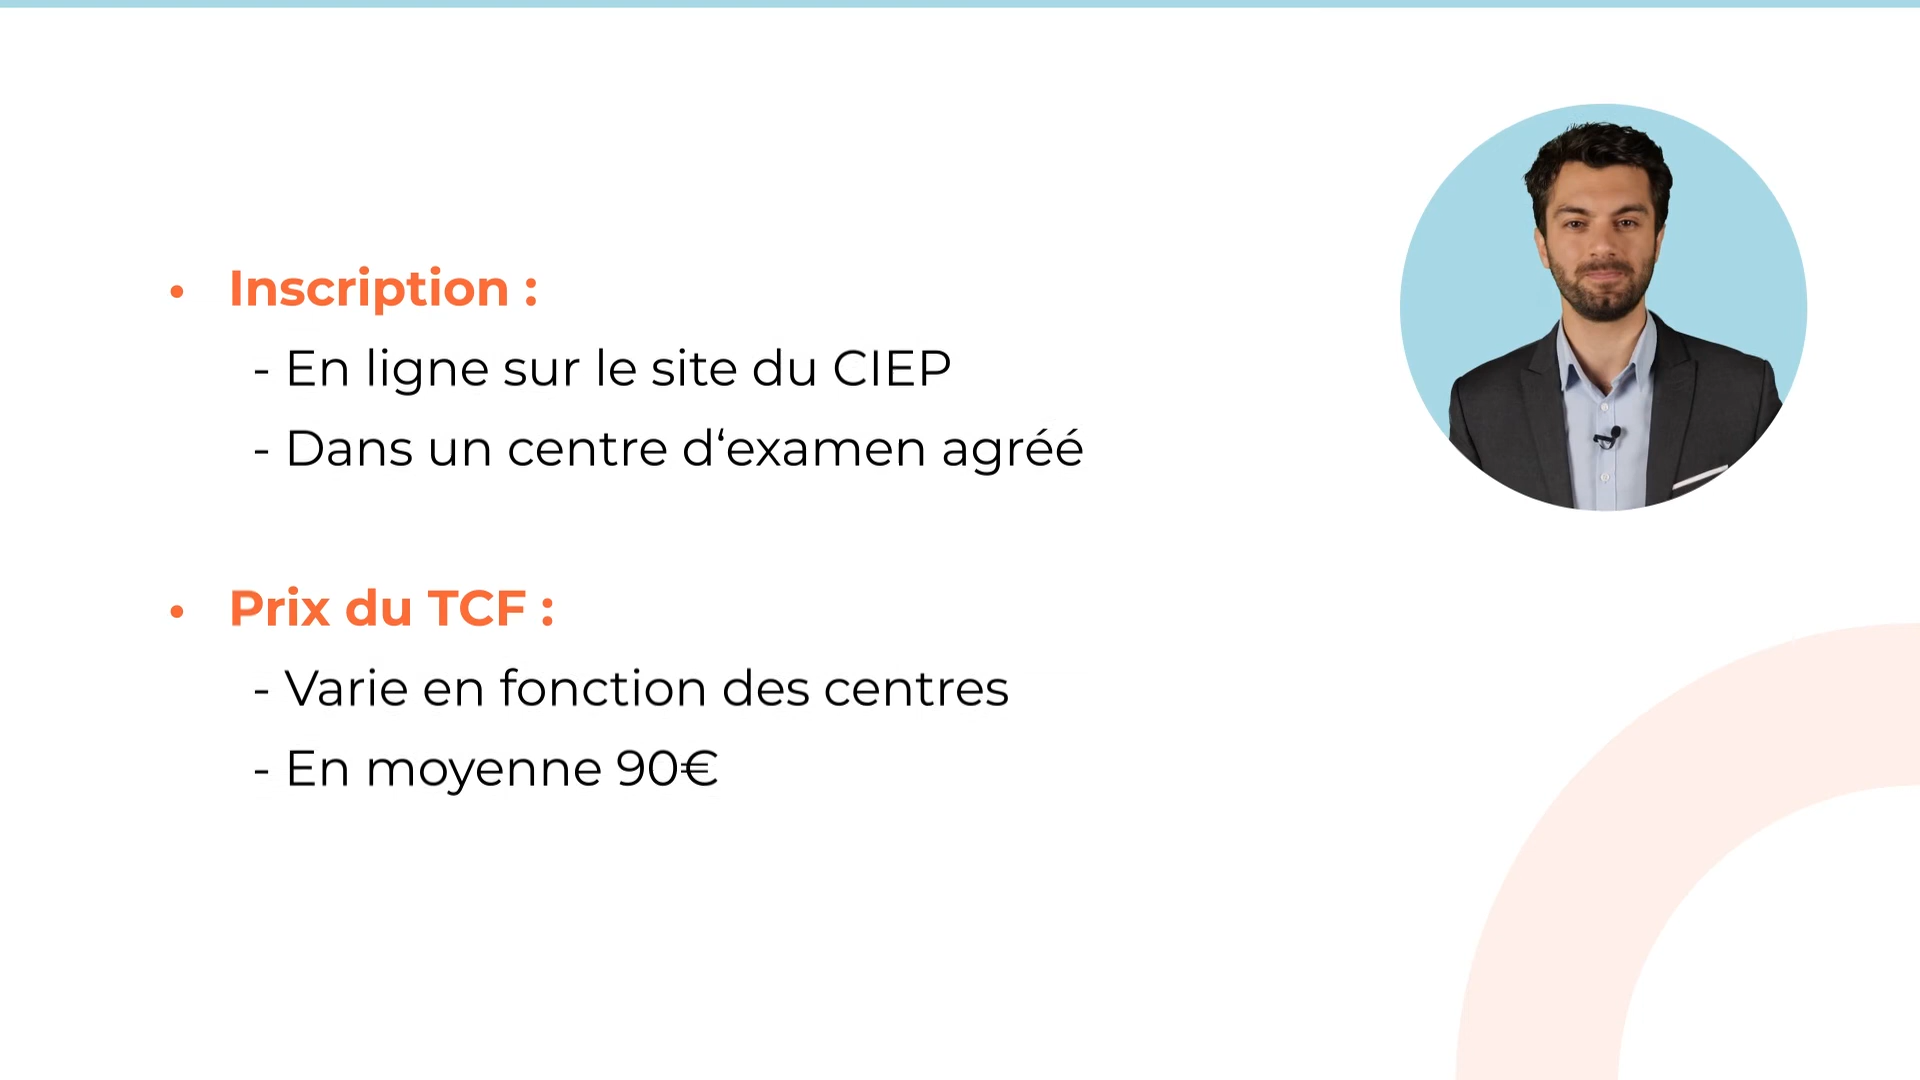 • Inscription :
- En ligne sur le site du CIEP
- Dans un centre d‘examen agréé
• Prix du TCF :
- Varie en fonction des centres
- En moyenne 90€